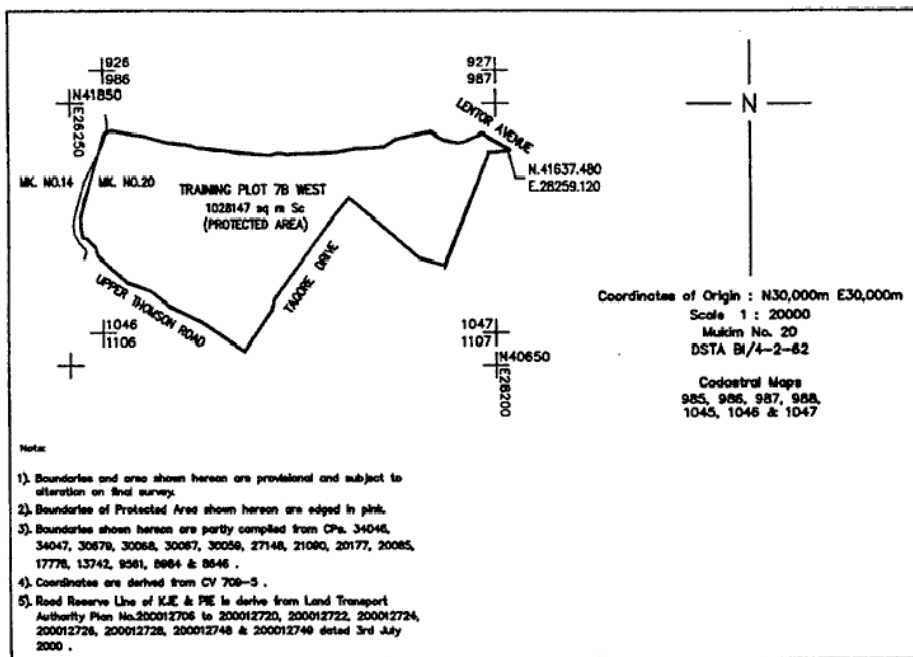 926
986
N41850
E26250
927
987
LENTOR AVENUE
N.41637.480
E.28259.120
MK. NO.14
MK. NO.20
TRAINING PLOT 7B WEST
1028147 sq m Sc
(PROTECTED AREA)
TAGORE DRIVE
UPPER THOMSON ROAD
1046
1106
1047
1107
N40650
E28200
N
Coordinates of Origin : N30,000m E30,000m
Scale 1 : 20000
Mukim No. 20
DSTA BI/4-2-62
Cadastral Maps
985, 986, 987, 988,
1045, 1046 & 1047
Note:
1). Boundaries and area shown hereon are provisional and subject to
alteration on final survey.
2). Boundaries of Protected Area shown hereon are edged in pink.
3). Boundaries shown hereon are partly compiled from CPs. 34046,
34047, 30679, 30068, 30067, 30059, 27148, 21090, 20177, 20085,
17778, 13742, 9561, 8984 & 8646 .
4). Coordinates are derived from CV 709-5 .
5). Road Reserve Line of KJE & PIE is derive from Land Transport
Authority Plan No.200012706 to 200012720, 200012722, 200012724,
200012726, 200012728, 200012748 & 200012749 dated 3rd July
2000 .